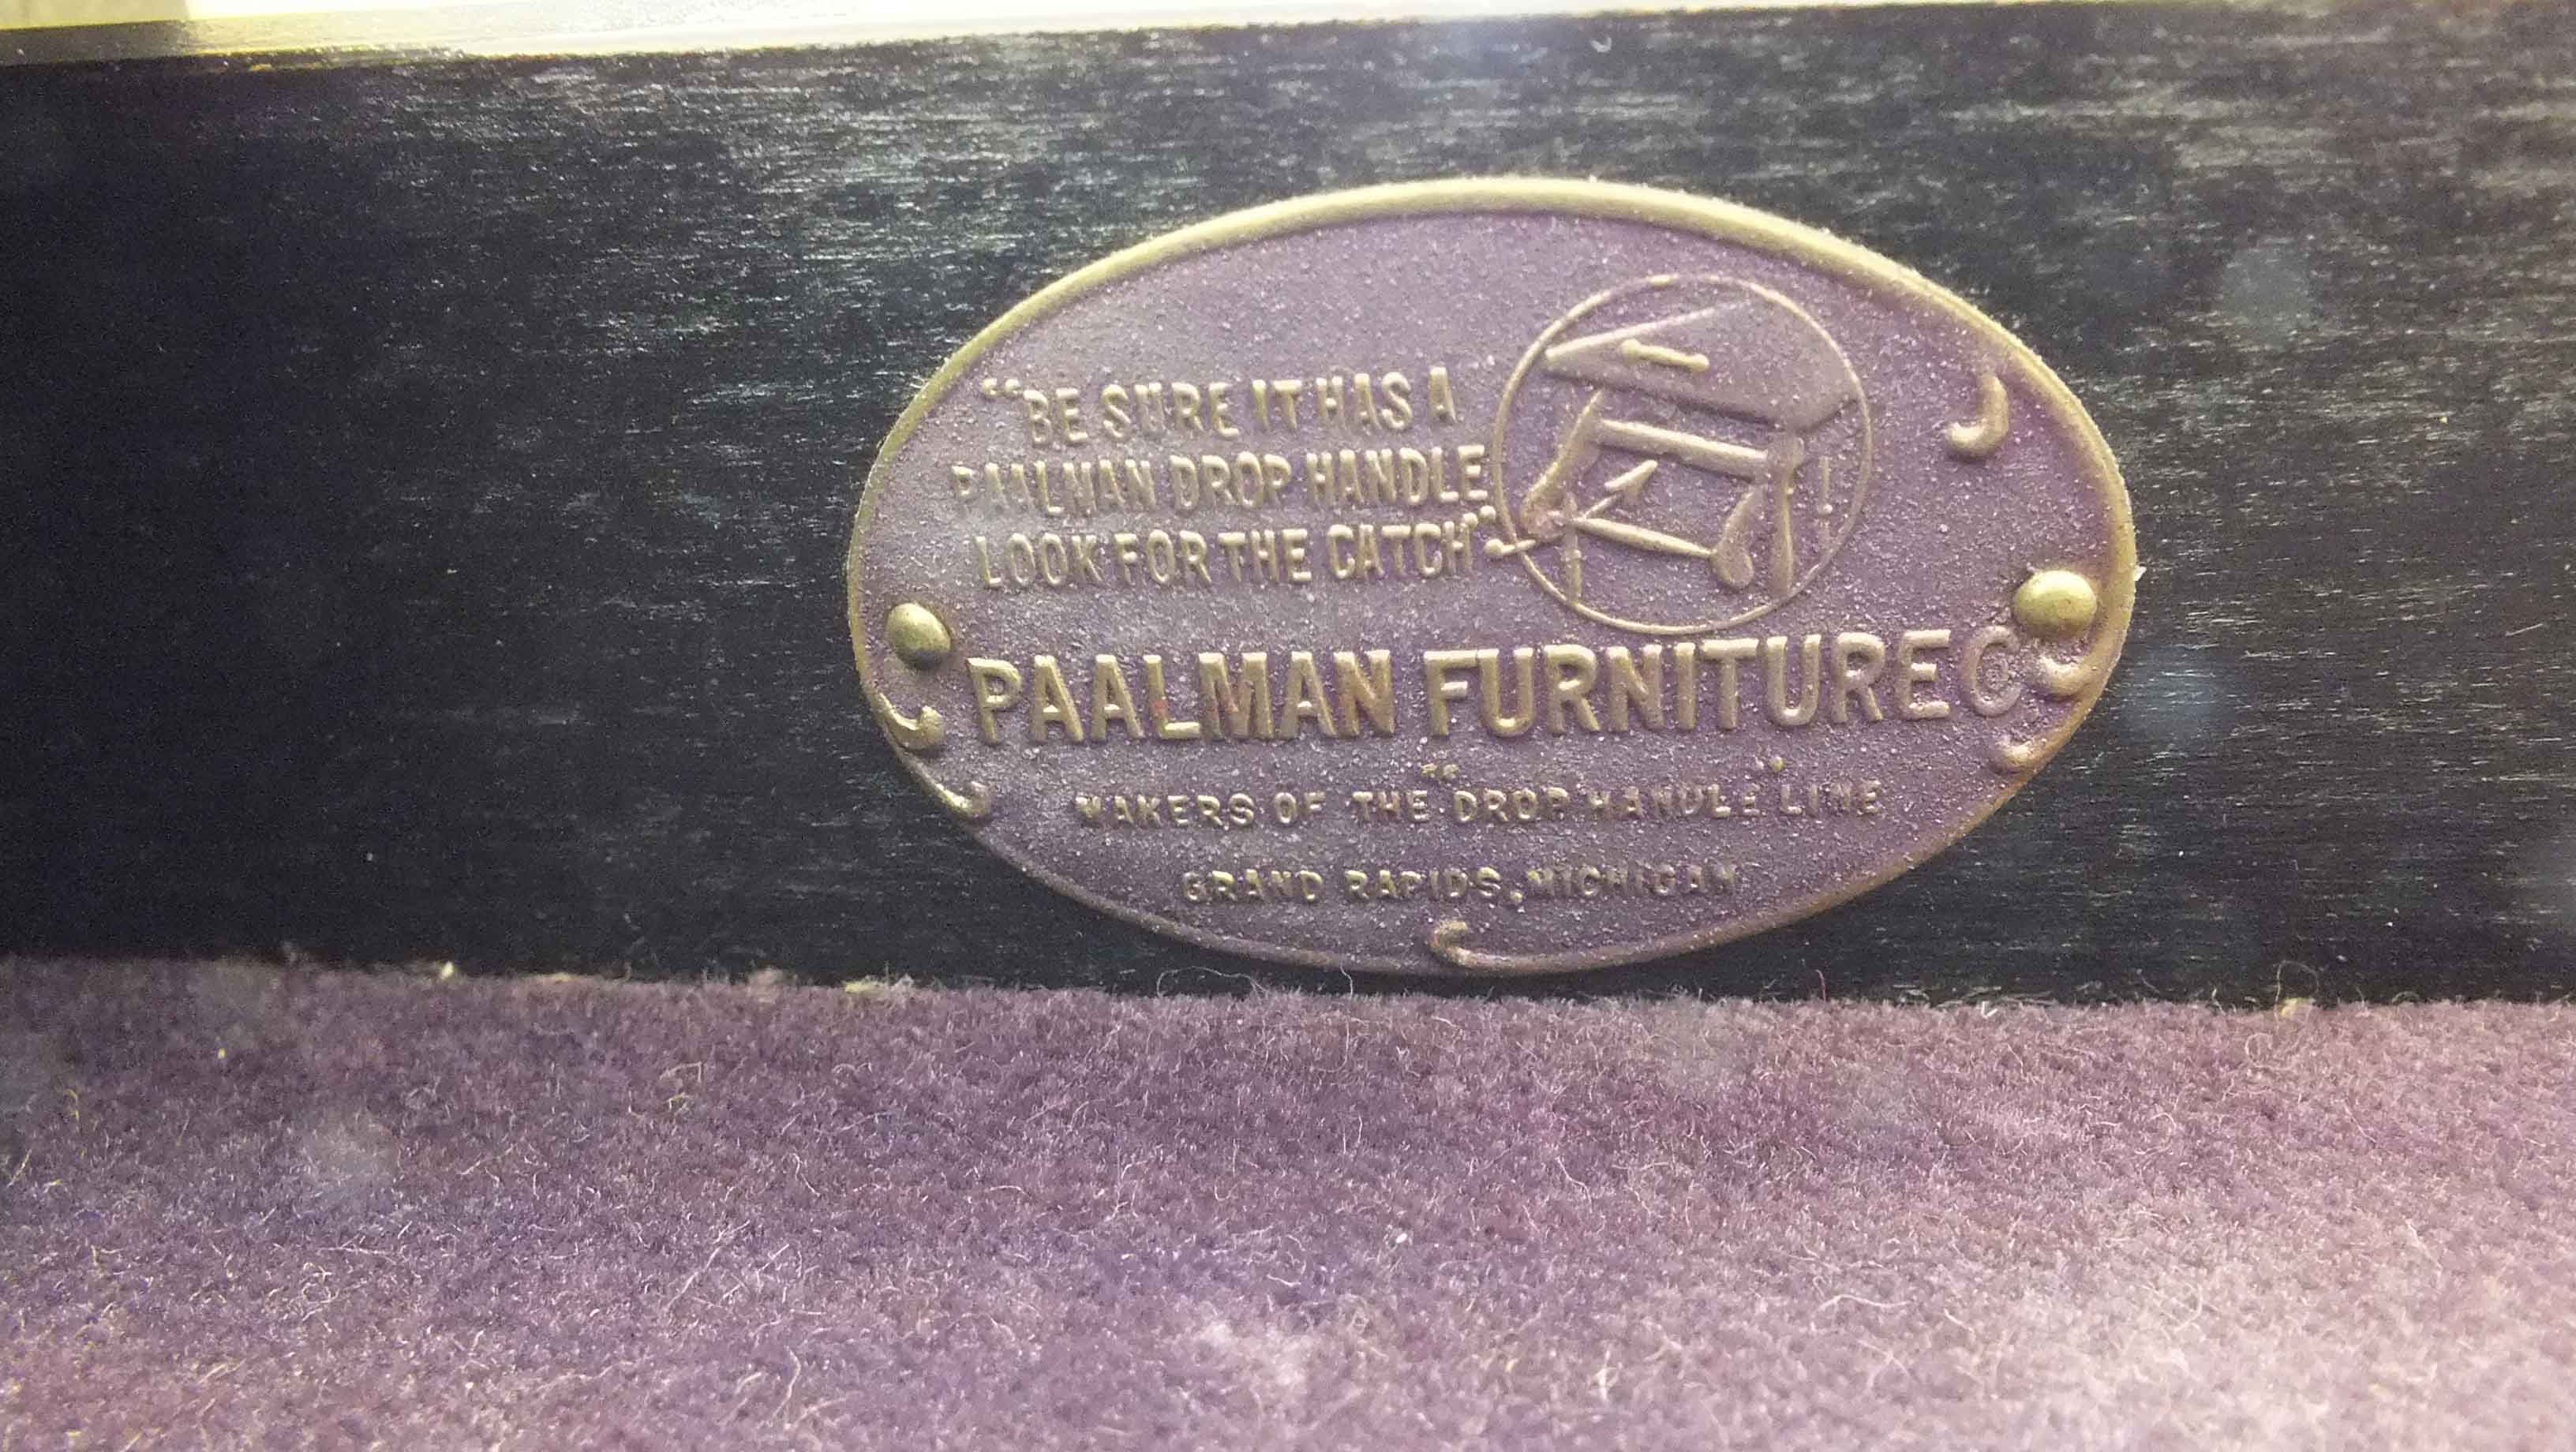 "BE SURE IT HAS A
PAALMAN DROP HANDLE
LOOK FOR THE CATCH"
PAALMAN FURNITURE Co
MAKERS OF THE "DROP HANDLE" LINE
GRAND RAPIDS, MICHIGAN